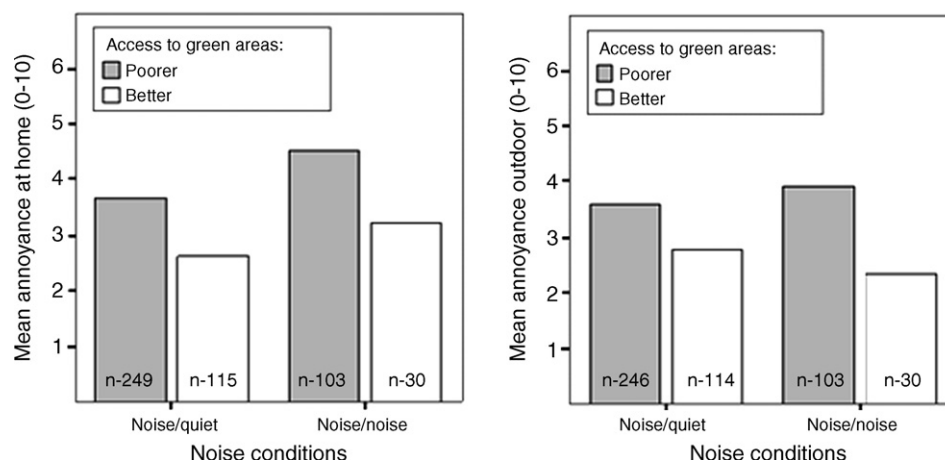 Mean annoyance at home (0-10)
6
5
4
3
2
1
Access to green areas:
Poorer
Better
n-249
n-115
n-103
n-30
Noise/quiet
Noise/noise
Noise conditions
Mean annoyance outdoor (0-10)
6
5
4
3
2
1
Access to green areas:
Poorer
Better
n-246
n-114
n-103
n-30
Noise/quiet
Noise/noise
Noise conditions